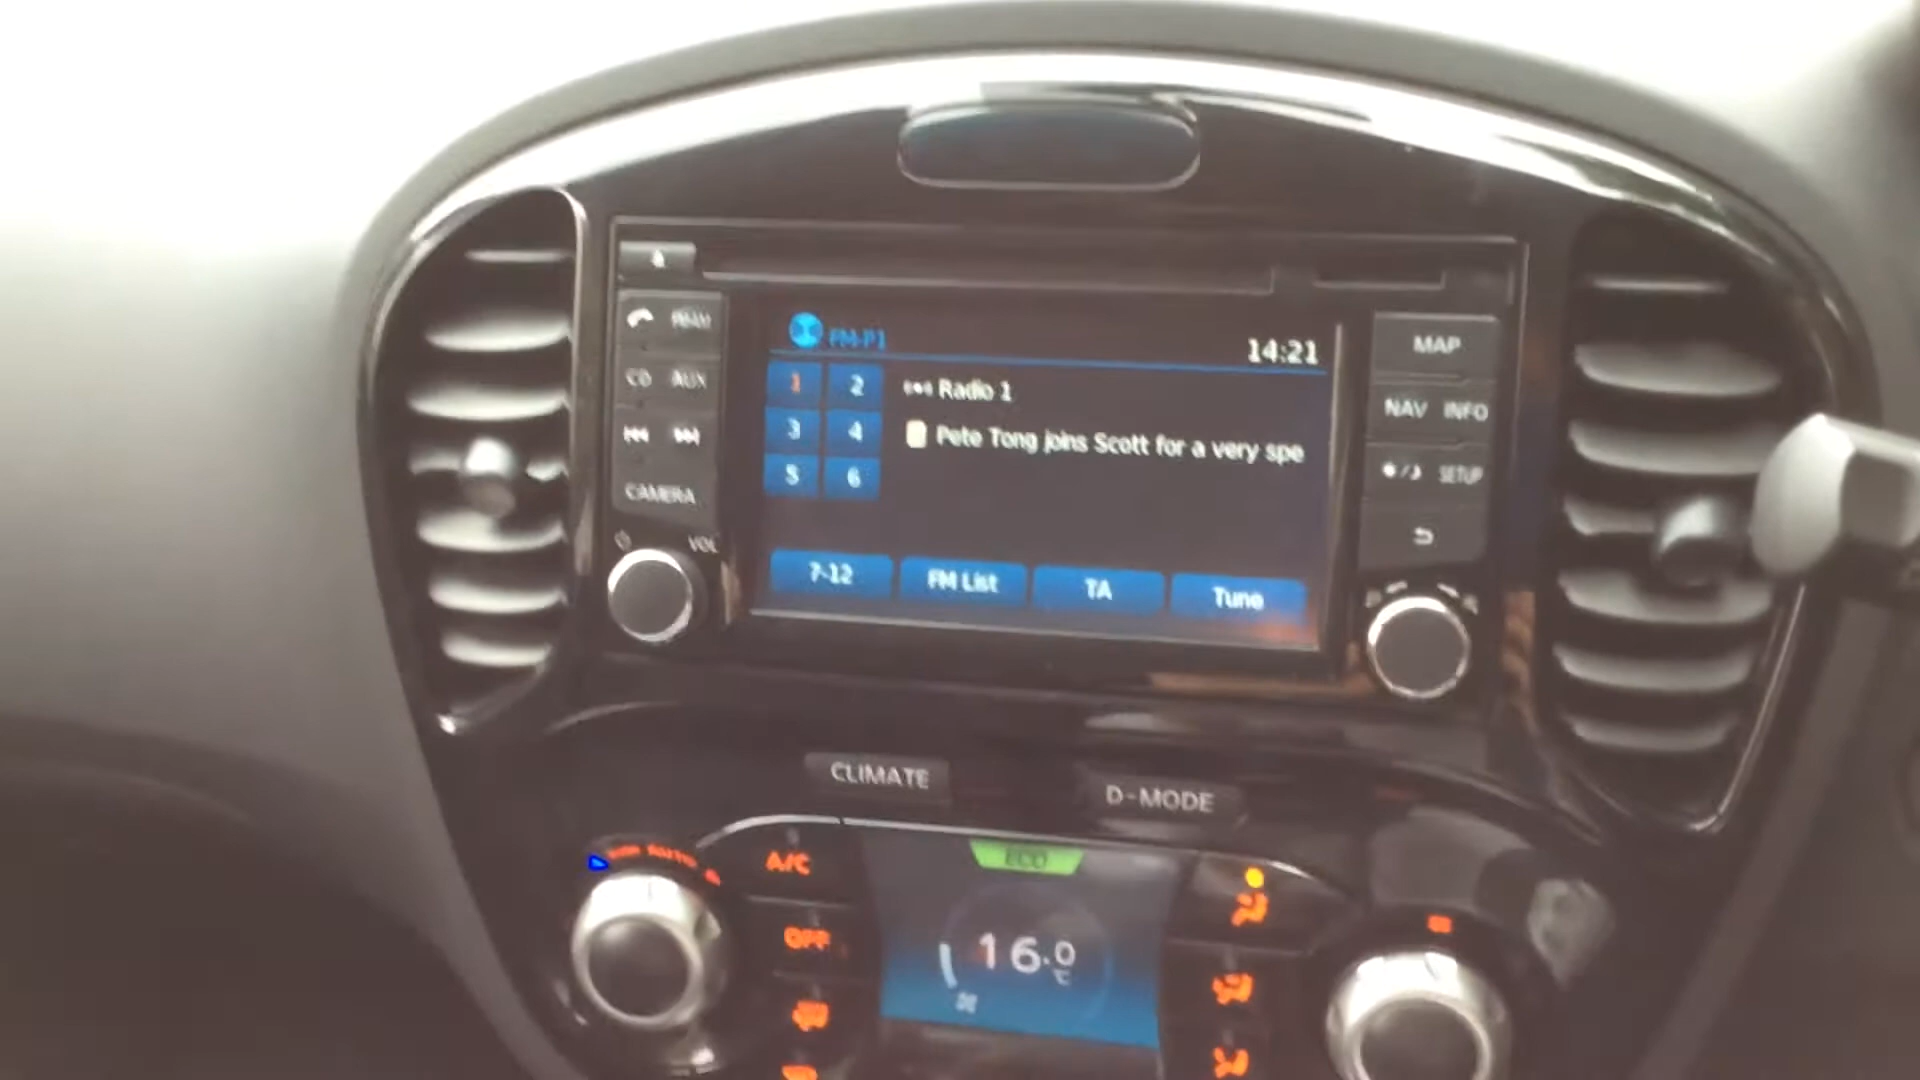 FM-P1
14:21
1 2
Radio 1
3 4
Pete Tong joins Scott for a very spe
5 6
7-12 FM List TA Tune
CD AUX
CAMERA
VOL
MAP
NAV INFO
SETUP
CLIMATE
D-MODE
AUTO
A/C
OFF
ECO
16.0
°C